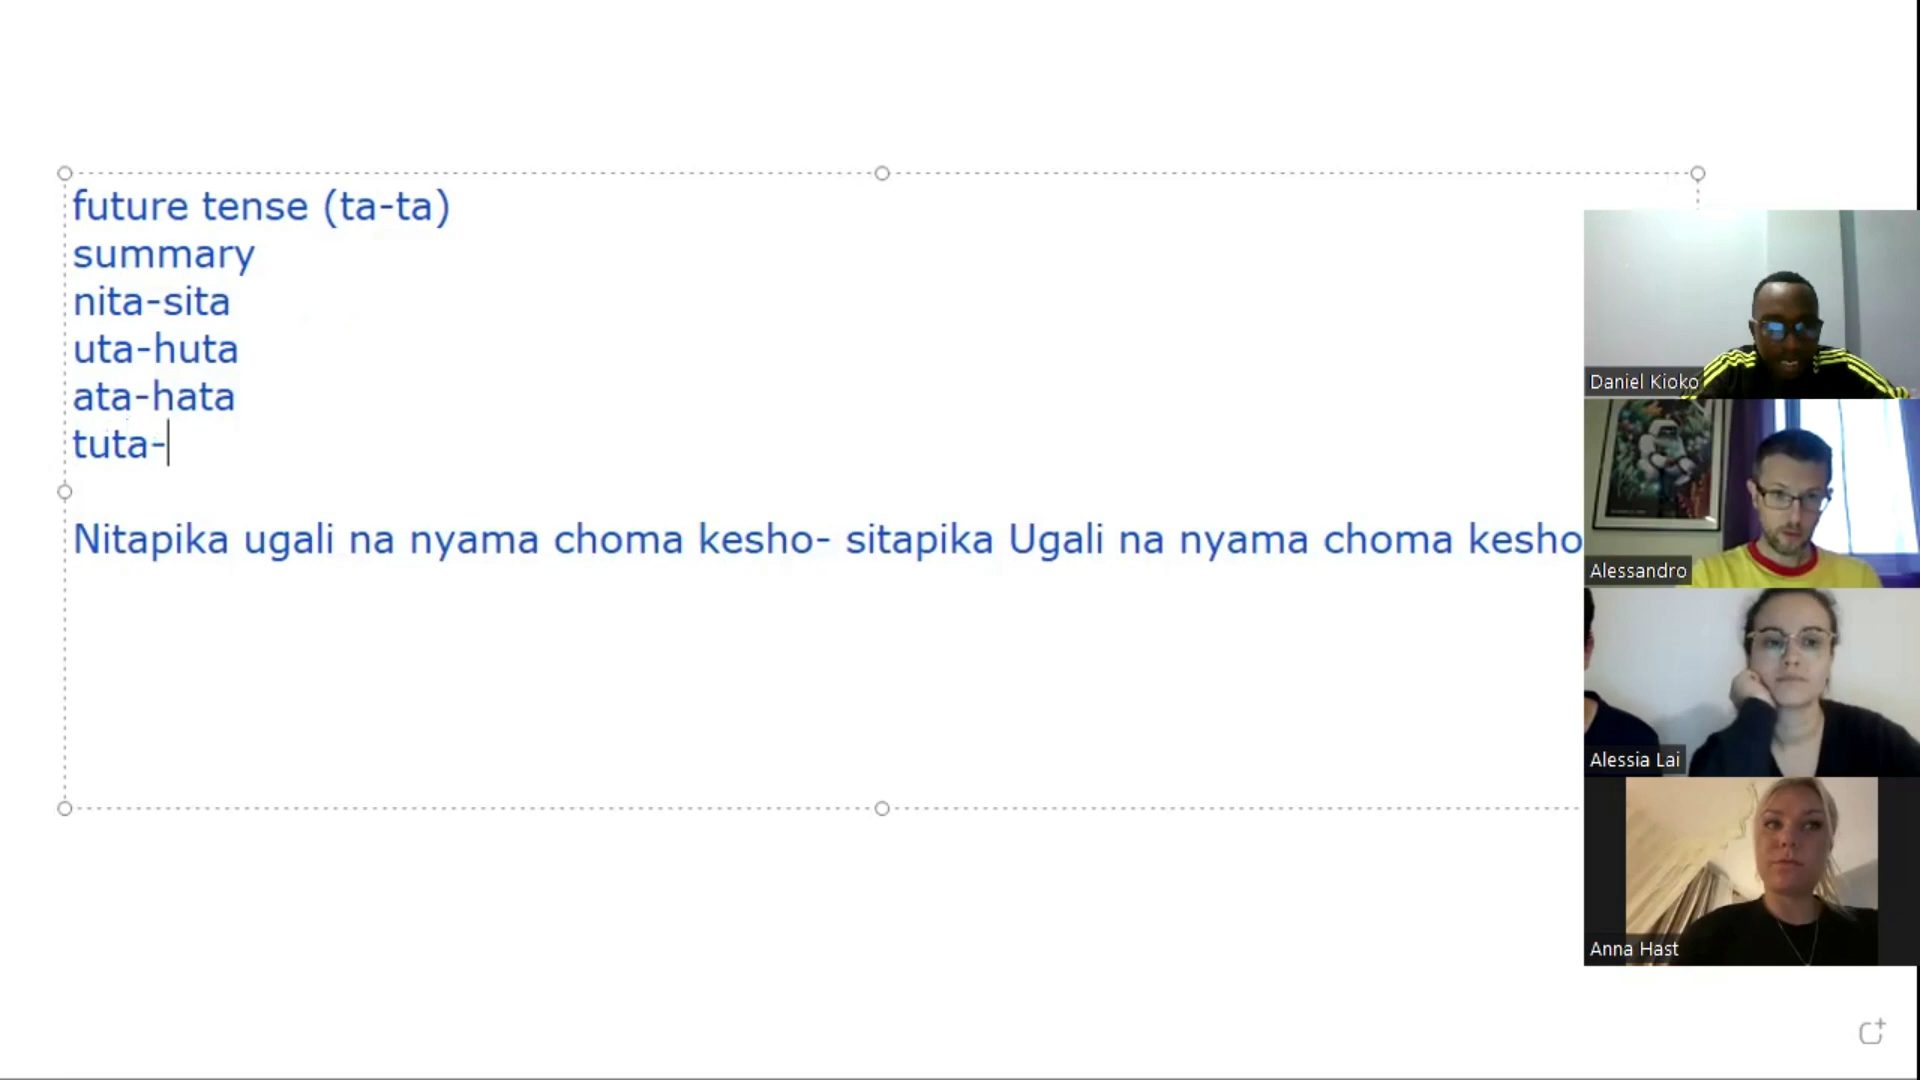 future tense (ta-ta)
summary
nita-sita
uta-huta
ata-hata
tuta-
Nitapika ugali na nyama choma kesho- sitapika Ugali na nyama choma kesho
Daniel Kioko
Alessandro
Alessia Lai
Anna Hast